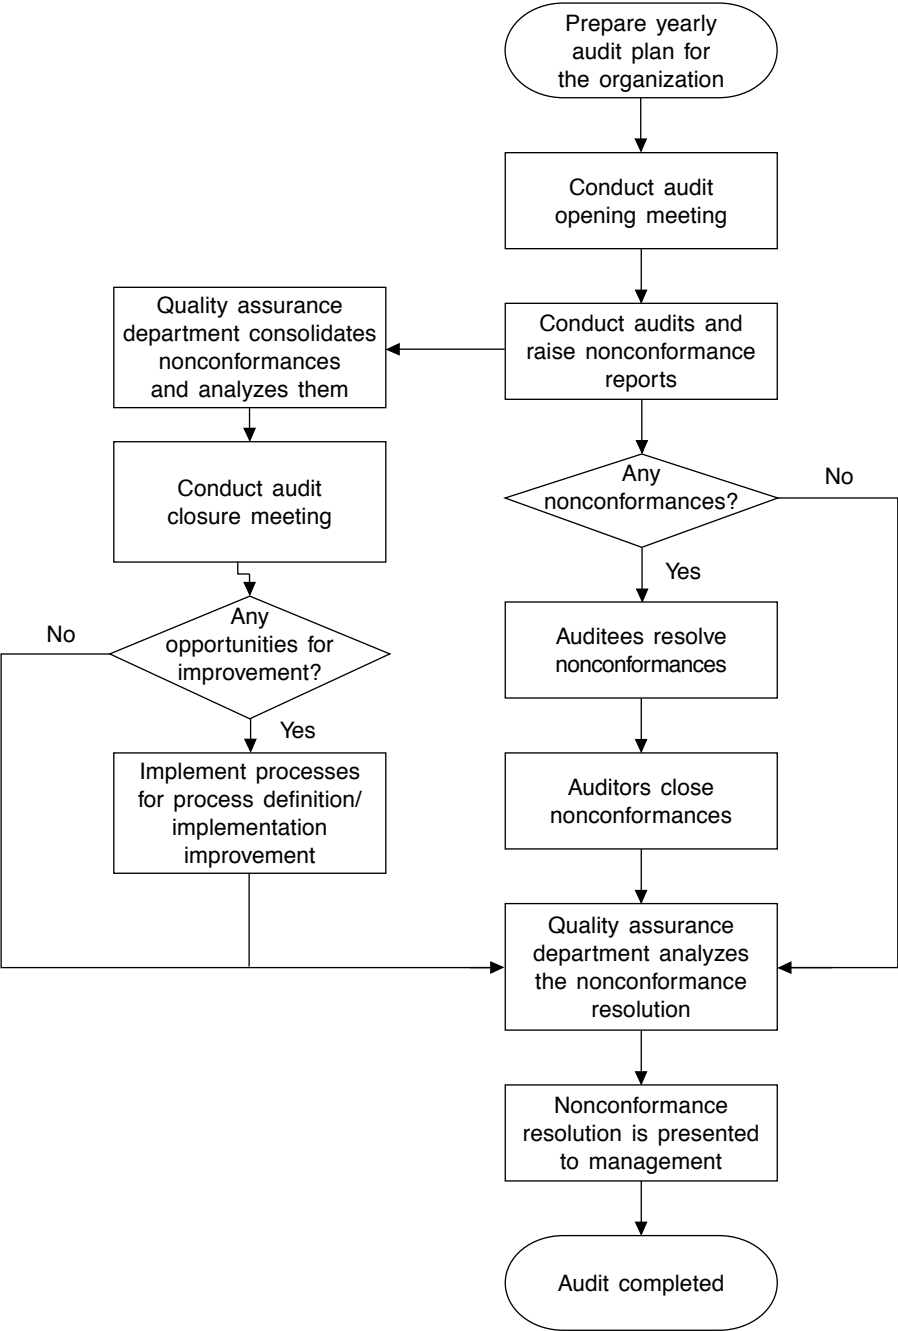 Prepare yearly
audit plan for
the organization
Conduct audit
opening meeting
Quality assurance
department consolidates
nonconformances
and analyzes them
Conduct audits and
raise nonconformance
reports
Conduct audit
closure meeting
Any
nonconformances?
No
Yes
Any
opportunities for
improvement?
No
Yes
Auditees resolve
nonconformances
Implement processes
for process definition/
implementation
improvement
Auditors close
nonconformances
Quality assurance
department analyzes
the nonconformance
resolution
Nonconformance
resolution is presented
to management
Audit completed